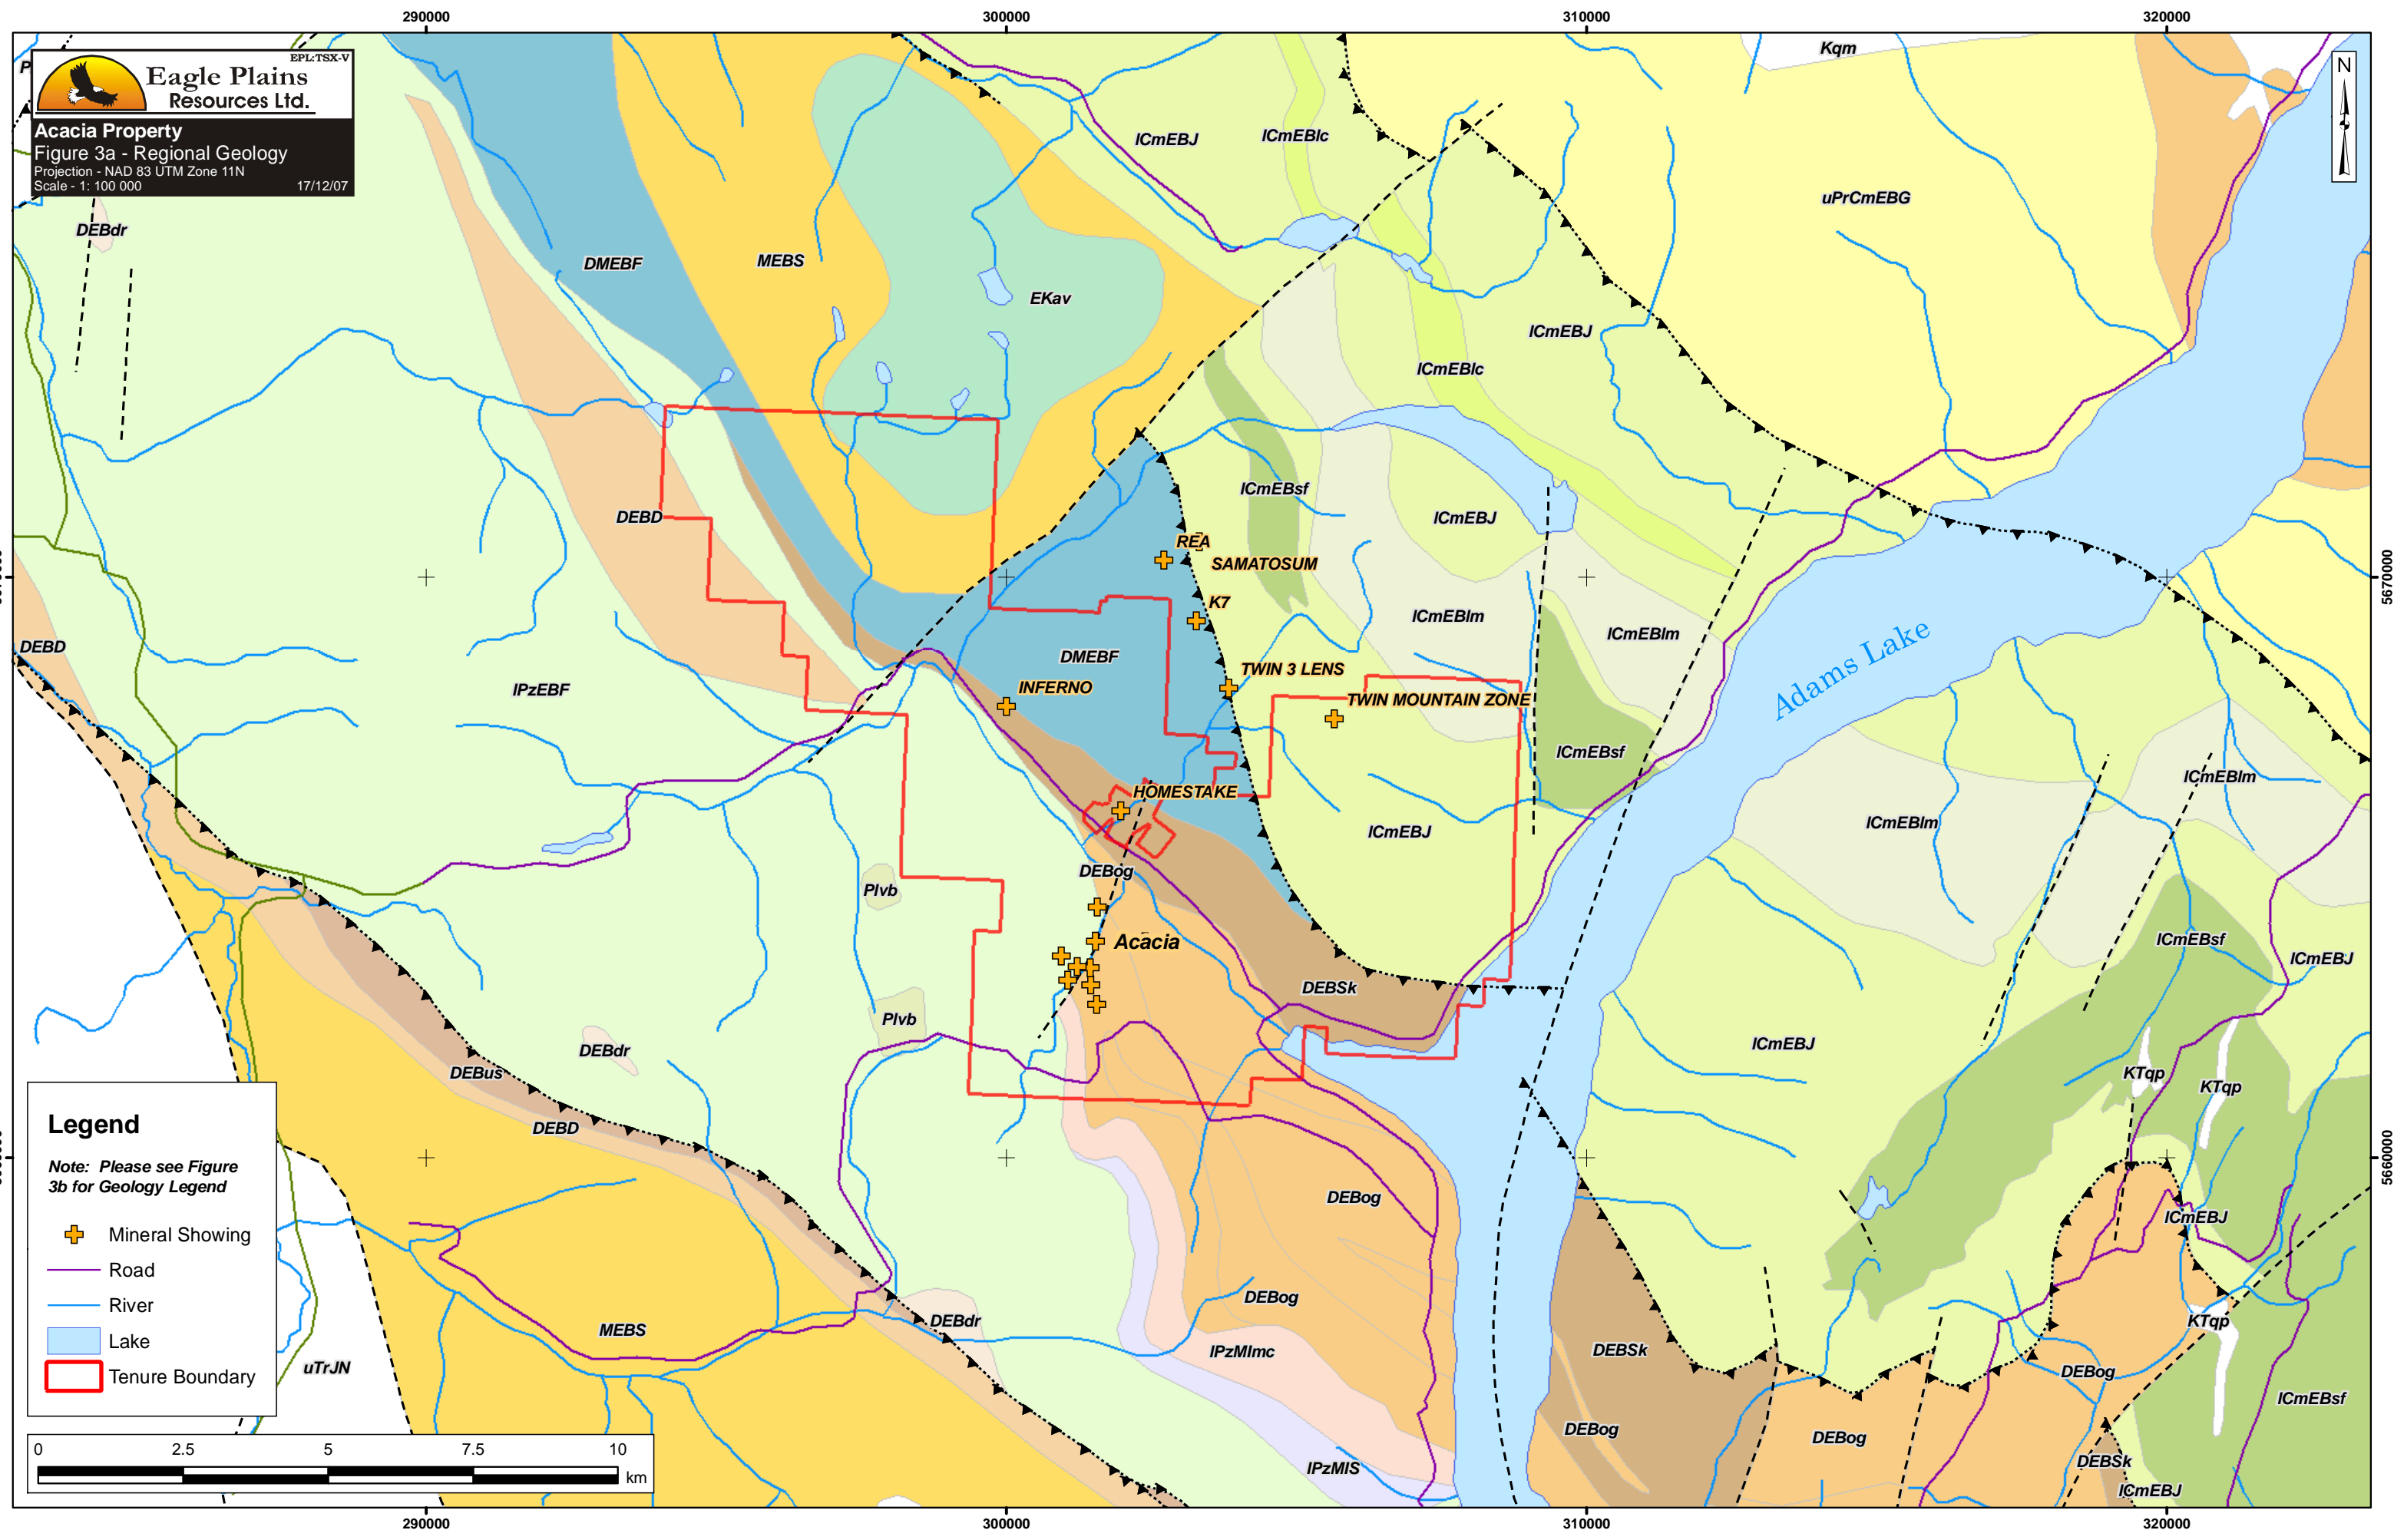 290000
300000
310000
320000
EPL:TSX-V
Eagle Plains
Resources Ltd.
Acacia Property
Figure 3a - Regional Geology
Projection - NAD 83 UTM Zone 11N
Scale - 1: 100 000
17/12/07
N
Kqm
lCmEBJ
lCmEBlc
uPrCmEBG
DEBdr
DMEBF
MEBS
EKav
lCmEBJ
lCmEBlc
DEBD
lCmEBsf
lCmEBJ
REA
SAMATOSUM
K7
5670000
lCmEBlm
lCmEBlm
DEBD
DMEBF
TWIN 3 LENS
Adams Lake
lPzEBF
INFERNO
TWIN MOUNTAIN ZONE
lCmEBsf
lCmEBlm
HOMESTAKE
lCmEBJ
lCmEBlm
DEBog
Plvb
Acacia
lCmEBsf
lCmEBJ
DEBSk
Plvb
DEBdr
lCmEBJ
DEBus
KTqp
KTqp
DEBD
5660000
Legend
Note: Please see Figure
3b for Geology Legend
Mineral Showing
Road
River
Lake
Tenure Boundary
DEBog
lCmEBJ
DEBog
MEBS
DEBdr
KTqp
lPzMlmc
DEBSk
uTrJN
DEBog
lCmEBsf
DEBog
DEBog
lPzMlS
DEBSk
lCmEBJ
0
2.5
5
7.5
10
km
290000
300000
310000
320000